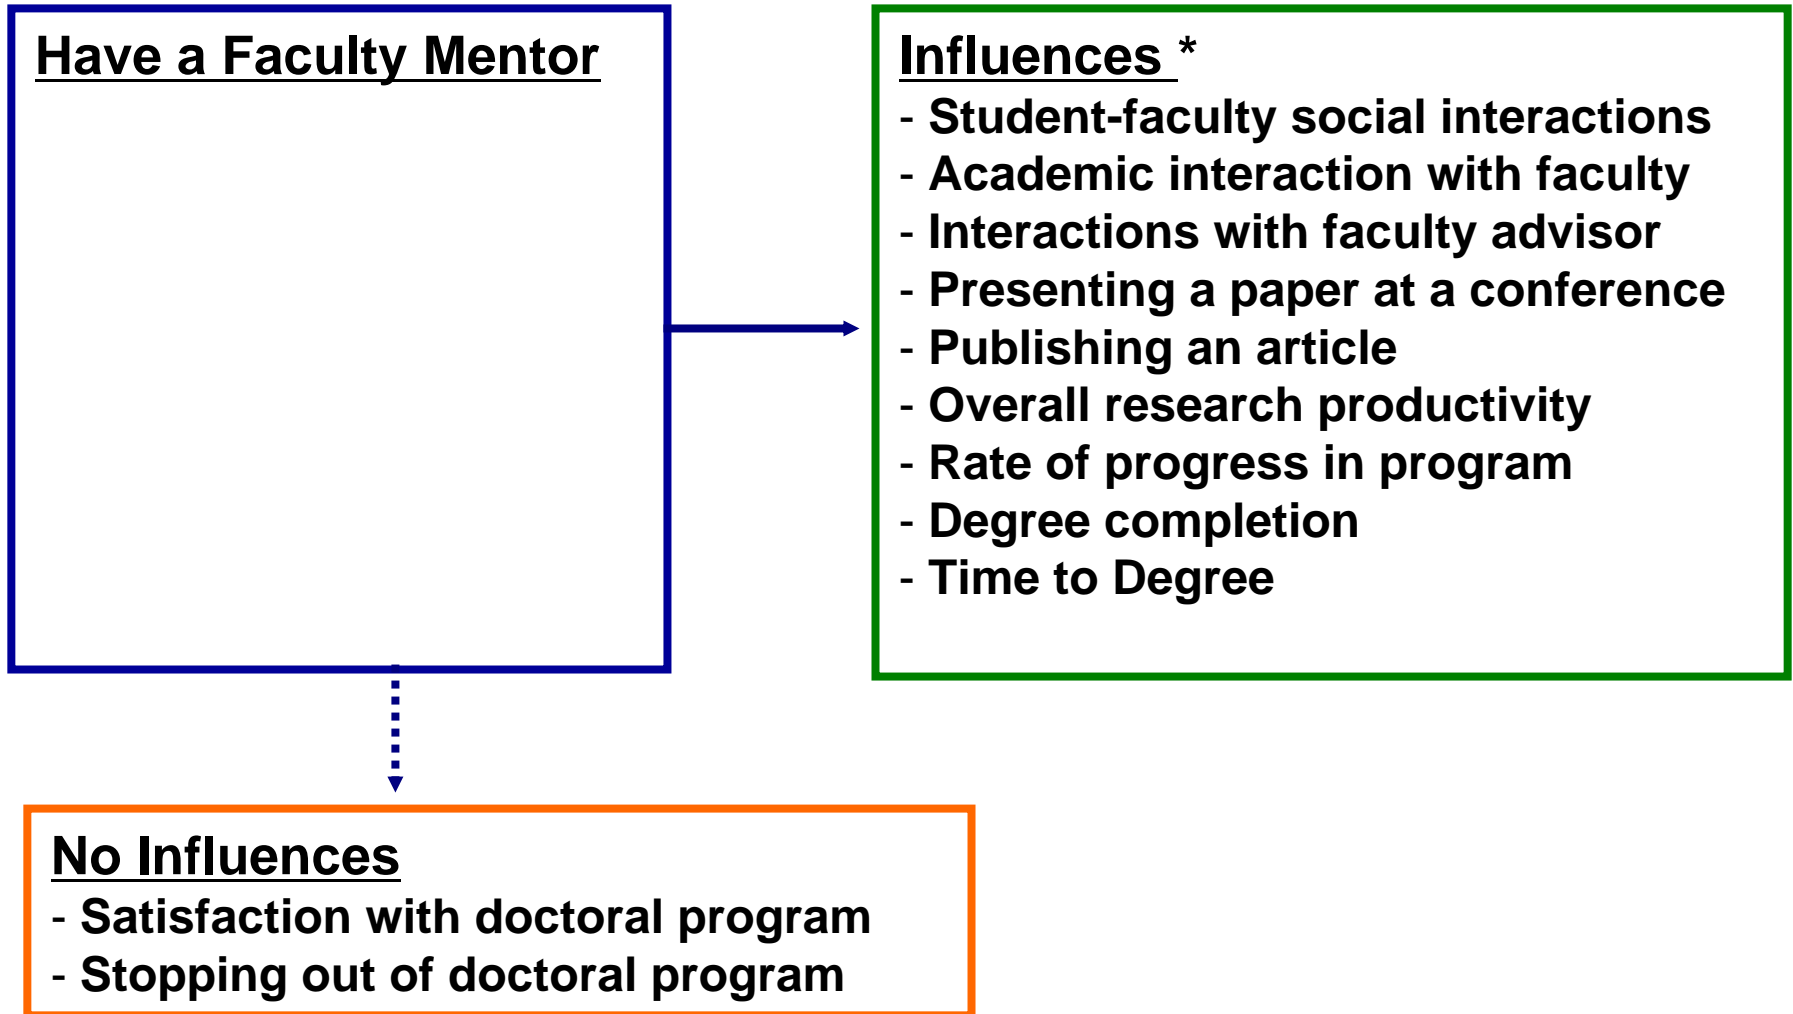 Have a Faculty Mentor
Influences *
- Student-faculty social interactions
- Academic interaction with faculty
- Interactions with faculty advisor
- Presenting a paper at a conference
- Publishing an article
- Overall research productivity
- Rate of progress in program
- Degree completion
- Time to Degree
No Influences
- Satisfaction with doctoral program
- Stopping out of doctoral program